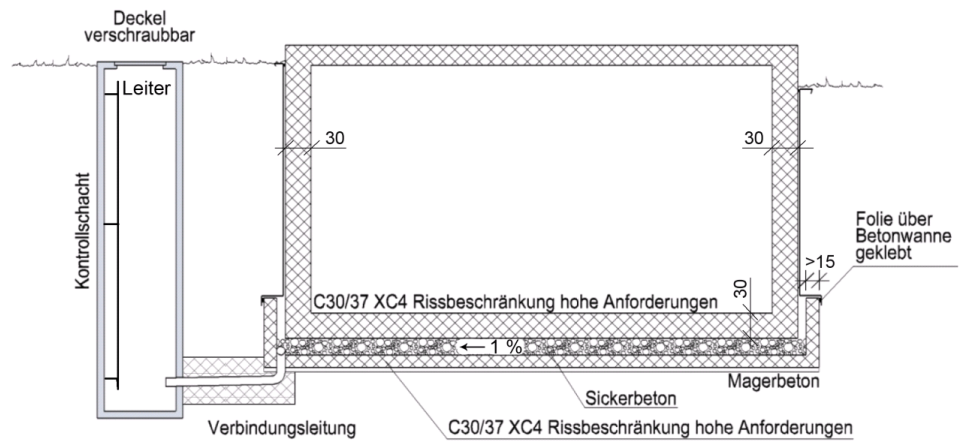 Deckel
verschraubbar
Leiter
30
30
Kontrollschacht
Folie über
Betonwanne
geklebt
>15
30
C30/37 XC4 Rissbeschränkung hohe Anforderungen
1 %
Magerbeton
Sickerbeton
Verbindungsleitung
C30/37 XC4 Rissbeschränkung hohe Anforderungen